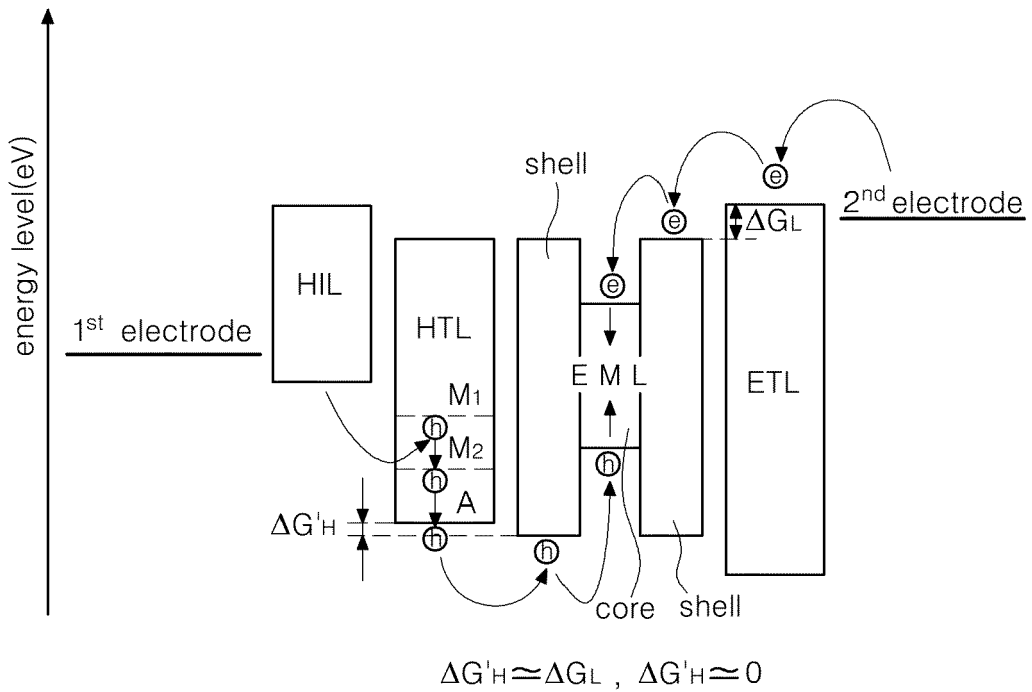 energy level(eV)
1st electrode
HIL
HTL
M1
h
M2
h
A
h
ΔG'H
shell
h
e
E M L
h
core
e
shell
e
ΔGL
ETL
2nd electrode
ΔG'H≃ΔGL , ΔG'H≃0